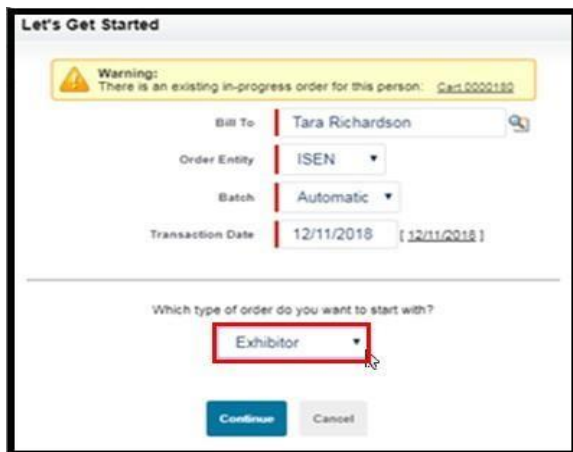 Let's Get Started
Warning:
There is an existing in-progress order for this person: Cart 0000180
Bill To Tara Richardson
Order Entity ISEN
Batch Automatic
Transaction Date 12/11/2018 [ 12/11/2018 ]
Which type of order do you want to start with?
Exhibitor
Continue Cancel